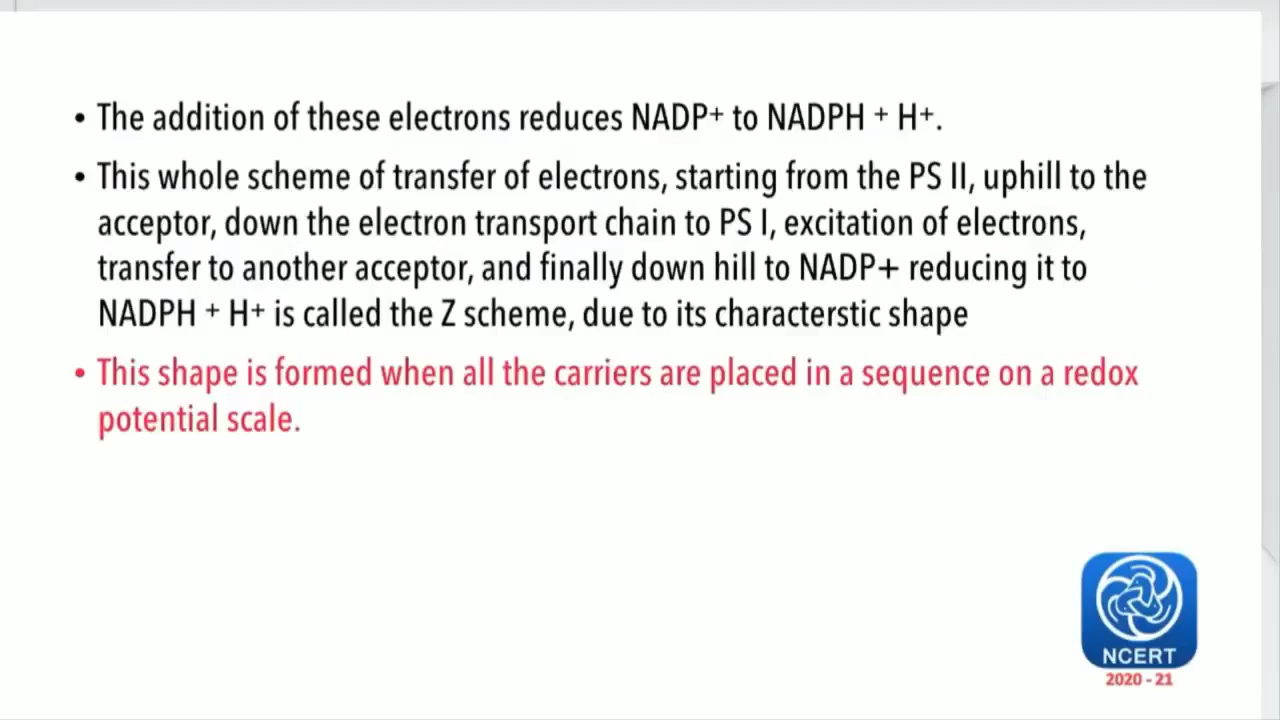 • The addition of these electrons reduces NADP⁺ to NADPH ⁺ H⁺.
• This whole scheme of transfer of electrons, starting from the PS II, uphill to the
acceptor, down the electron transport chain to PS I, excitation of electrons,
transfer to another acceptor, and finally down hill to NADP+ reducing it to
NADPH ⁺ H⁺ is called the Z scheme, due to its characterstic shape
• This shape is formed when all the carriers are placed in a sequence on a redox
potential scale.
NCERT
2020 - 21